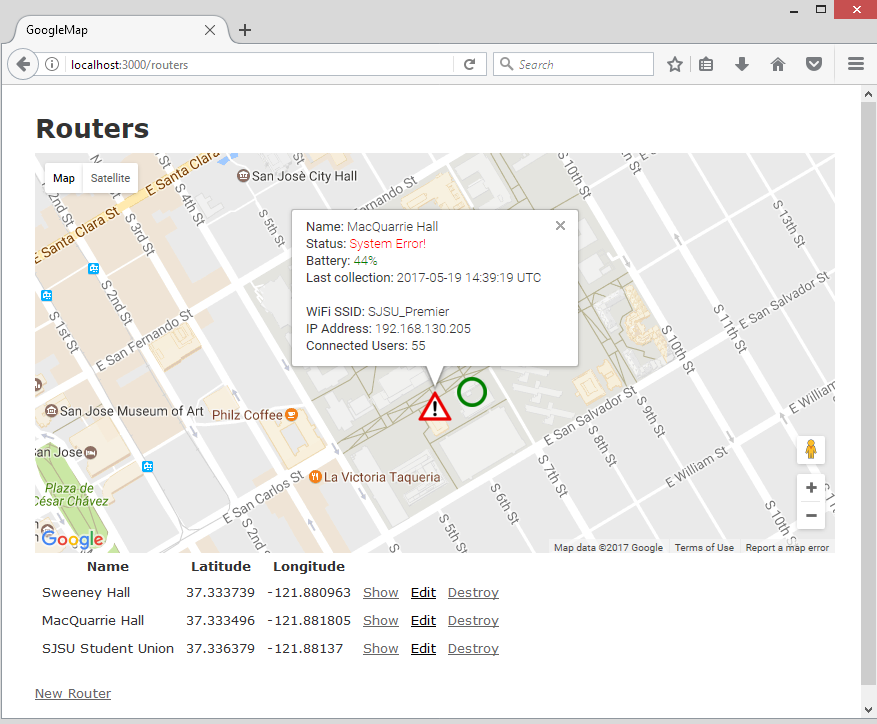 GoogleMap
localhost:3000/routers
Search
Routers
Map Satellite
E Santa Clara St
E Santa Clara
San Josè City Hall
S 10th St
S 13th St
S 4th St
S 3rd St
S 2nd St
S 1st St
S 5th St
nando St
E San Fernando St
Name: MacQuarrie Hall
Status: System Error!
Battery: 44%
Last collection: 2017-05-19 14:39:19 UTC
WiFi SSID: SJSU_Premier
IP Address: 192.168.130.205
Connected Users: 55
E San Salvador St
S 10th St
E William
San Jose Museum of Art
Philz Coffee
E San Salvador St
S 9th St
S 8th St
E William St
an Jose
La Victoria Taqueria
S 7th St
Plaza de
César Chávez
E San Carlos St
S 6th St
S 5th St
S 2nd St
S 10th St
Google
Map data ©2017 Google Terms of Use Report a map error
Name Latitude Longitude
Sweeney Hall 37.333739 -121.880963 Show Edit Destroy
MacQuarrie Hall 37.333496 -121.881805 Show Edit Destroy
SJSU Student Union 37.336379 -121.88137 Show Edit Destroy
New Router